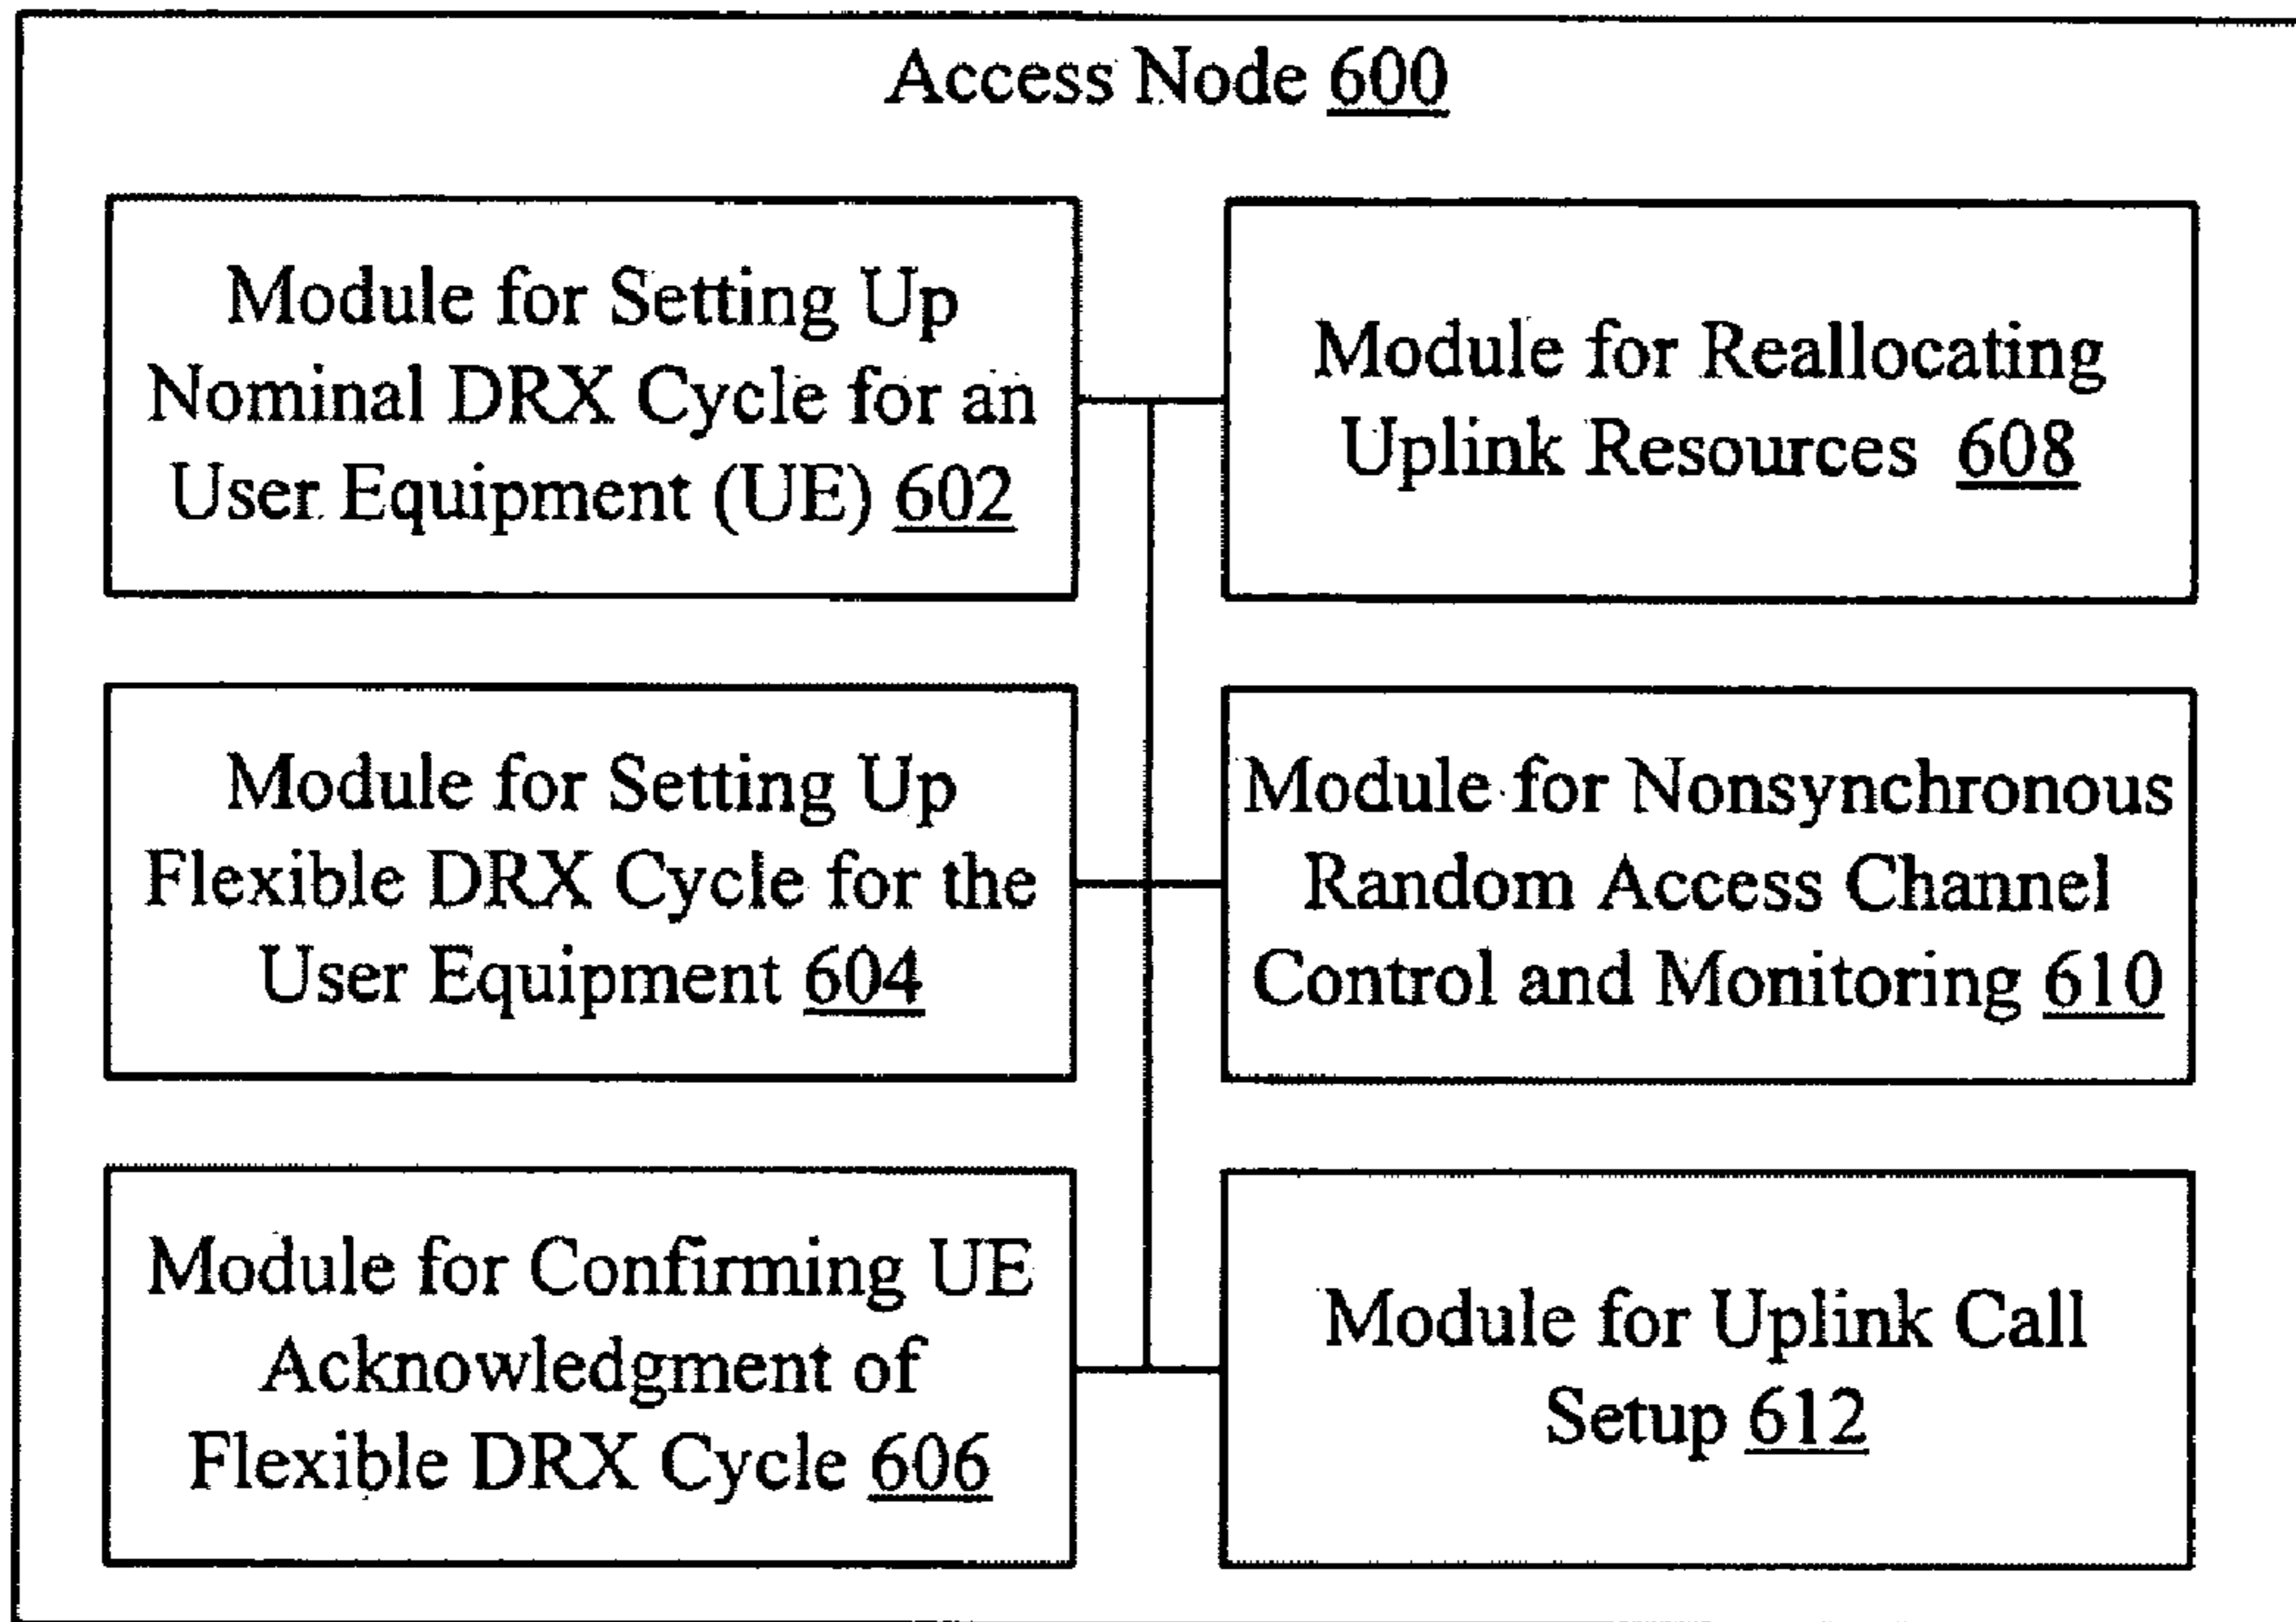 Access Node 600
Module for Setting Up
Nominal DRX Cycle for an
User Equipment (UE) 602
Module for Setting Up
Flexible DRX Cycle for the
User Equipment 604
Module for Confirming UE
Acknowledgment of
Flexible DRX Cycle 606
Module for Reallocating
Uplink Resources 608
Module for Nonsynchronous
Random Access Channel
Control and Monitoring 610
Module for Uplink Call
Setup 612